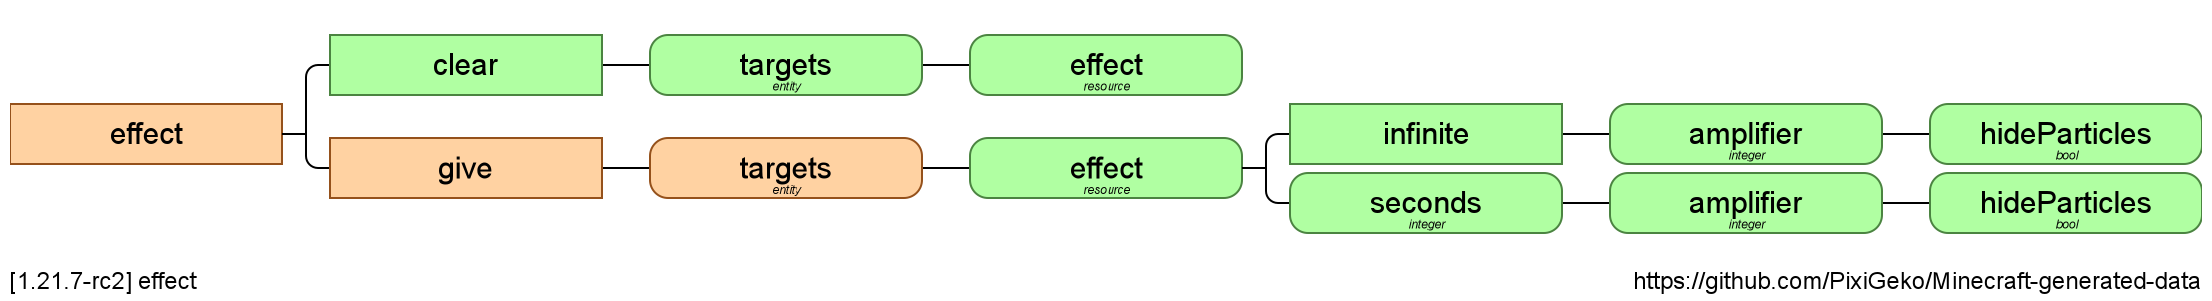 effect
clear
targets
entity
effect
resource
give
targets
entity
effect
resource
infinite
amplifier
integer
hideParticles
bool
seconds
integer
amplifier
integer
hideParticles
bool
[1.21.7-rc2] effect
https://github.com/PixiGeko/Minecraft-generated-data